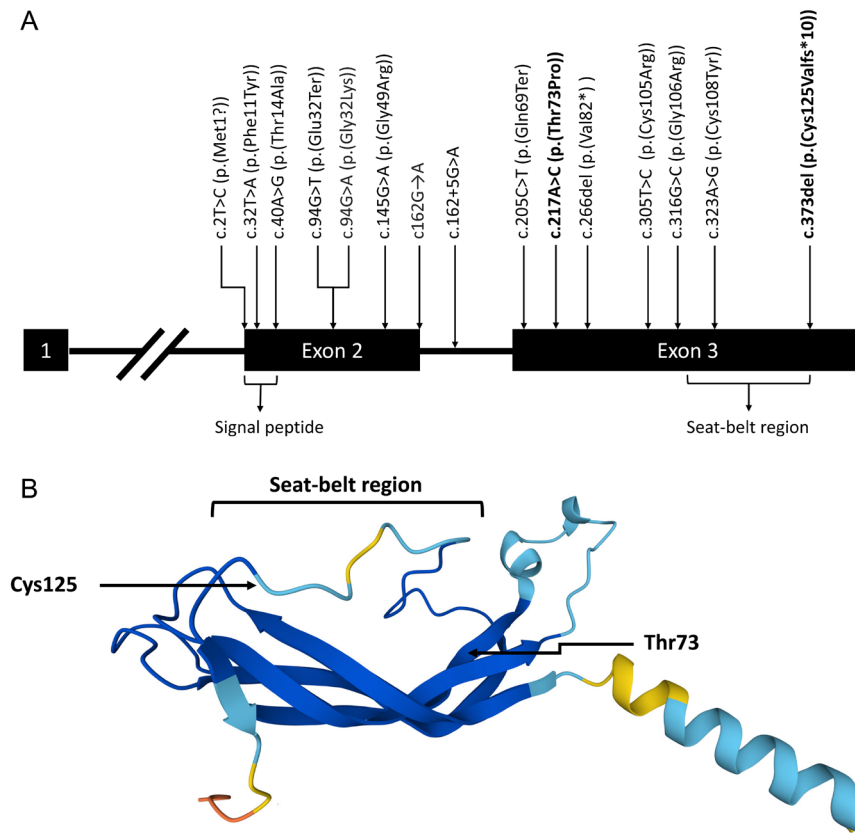 A
c.2T>C (p.(Met1?))
c.32T>A (p.(Phe11Tyr))
c.40A>G (p.(Thr14Ala))
c.94G>T (p.(Glu32Ter)
c.94G>A (p.(Gly32Lys)
c.145G>A (p.(Gly49Arg))
c162G→A
c.162+5G>A
c.205C>T (p.(Gln69Ter)
c.217A>C (p.(Thr73Pro))
c.266del (p.(Val82*) )
c.305T>C (p.(Cys105Arg))
c.316G>C (p.(Gly106Arg))
c.323A>G (p.(Cys108Tyr))
c.373del (p.(Cys125Valfs*10))
1
Exon 2
Exon 3
Signal peptide
Seat-belt region
B
Seat-belt region
Cys125
Thr73